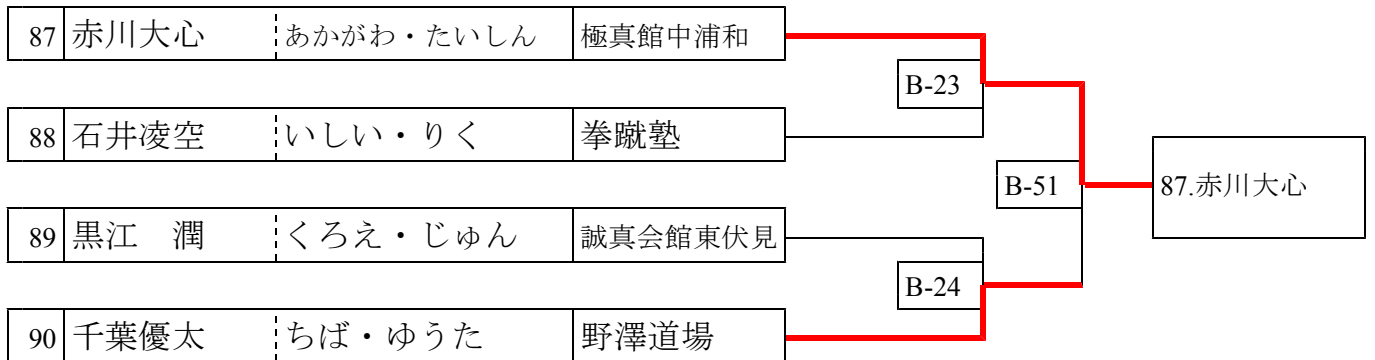 87 赤川大心 あかがわ・たいしん 極真館中浦和
B-23
88 石井凌空 いしい・りく 拳蹴塾
B-51 87.赤川大心
89 黒江　潤 くろえ・じゅん 誠真会館東伏見
B-24
90 千葉優太 ちば・ゆうた 野澤道場